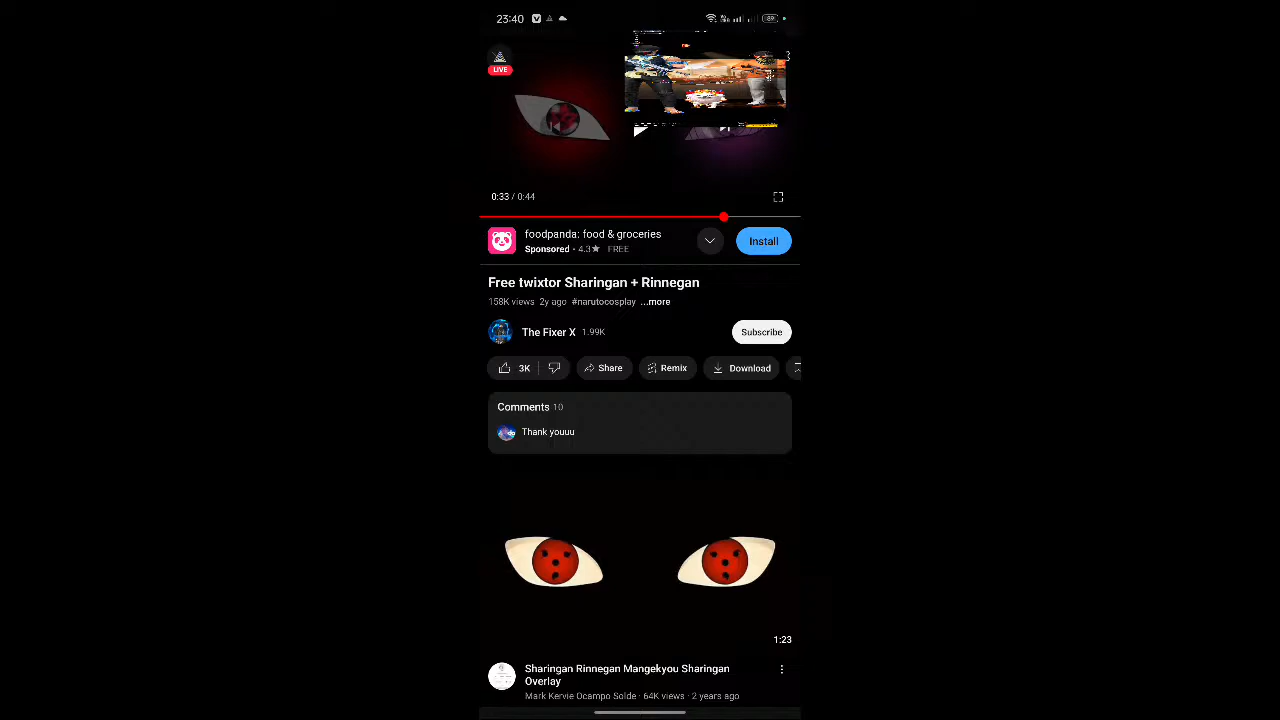 23:40
89
LIVE
0:33 / 0:44
foodpanda: food & groceries
Sponsored · 4.3★ FREE
Install
Free twixtor Sharingan + Rinnegan
158K views 2y ago #narutocosplay ...more
The Fixer X 1.99K
Subscribe
3K
Share
Remix
Download
Comments 10
Thank youuu
1:23
Sharingan Rinnegan Mangekyou Sharingan
Overlay
Mark Kervie Ocampo Solde · 64K views · 2 years ago